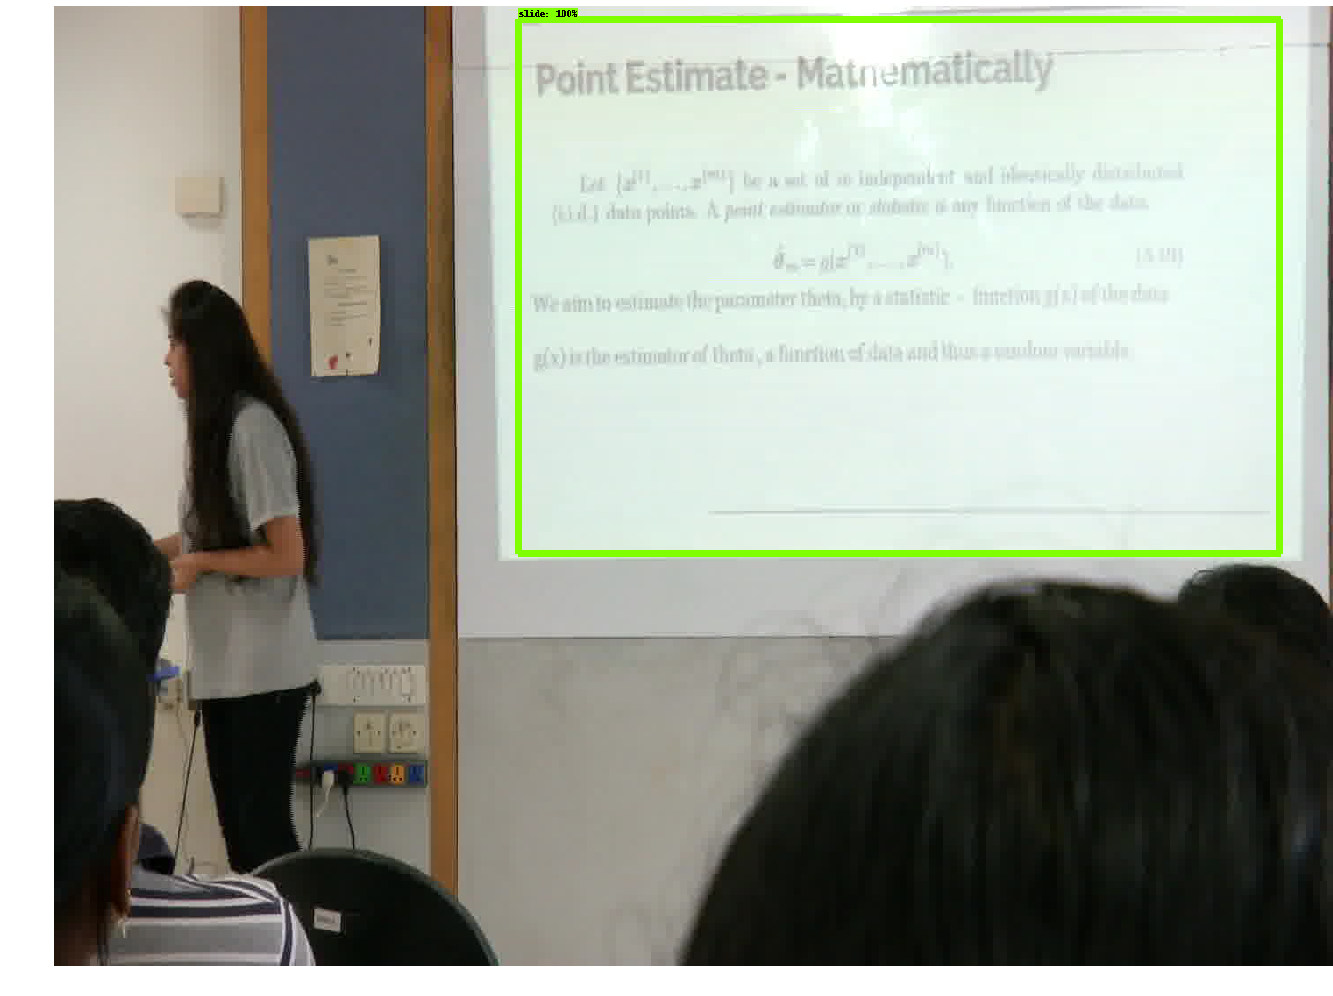 slide: 100%
Point Estimate - Mathematically
Let {x^(1), ..., x^(m)} be a set of m independent and identically distributed
(i.i.d.) data points. A point estimator or statistic is any function of the data.
θ̂ₘ = g(x^(1), ..., x^(m)).
We aim to estimate the parameter theta, by a statistic - function g(x) of the data
g(x) is the estimator of theta, a function of data and thus a random variable.